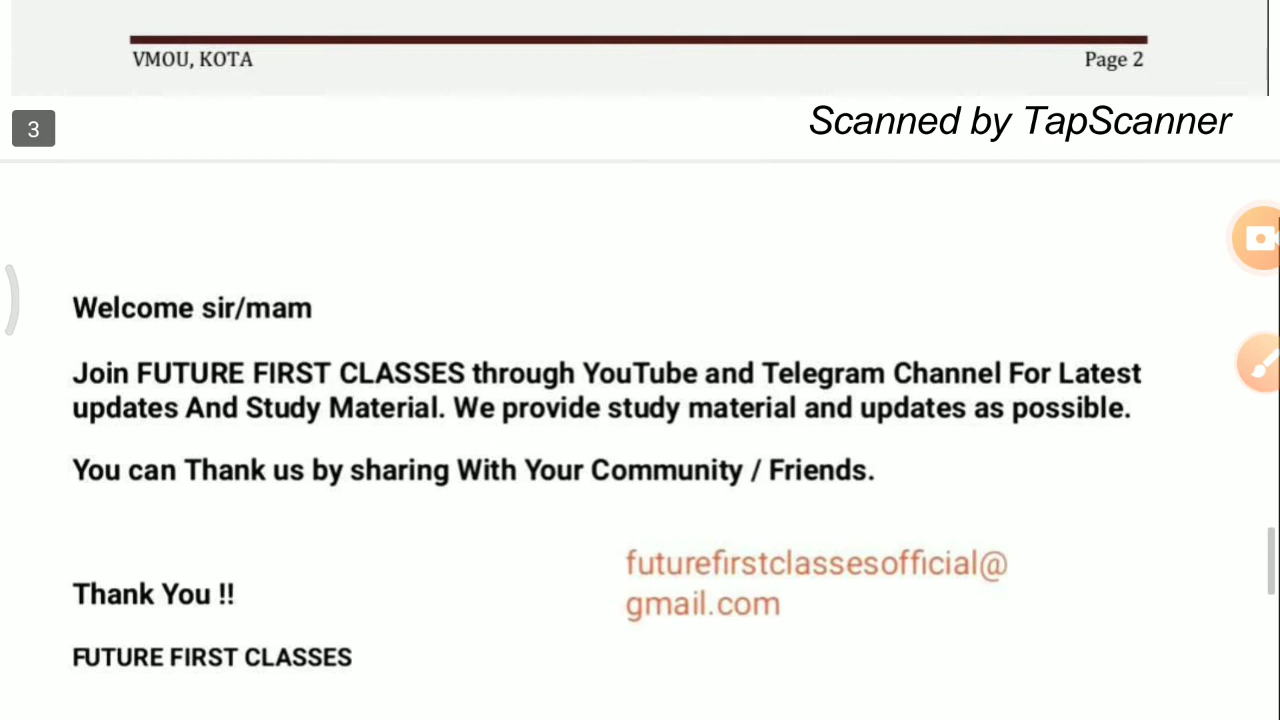 VMOU, KOTA Page 2
3
Scanned by TapScanner
Welcome sir/mam
Join FUTURE FIRST CLASSES through YouTube and Telegram Channel For Latest
updates And Study Material. We provide study material and updates as possible.
You can Thank us by sharing With Your Community / Friends.
futurefirstclassesofficial@
gmail.com
Thank You !!
FUTURE FIRST CLASSES